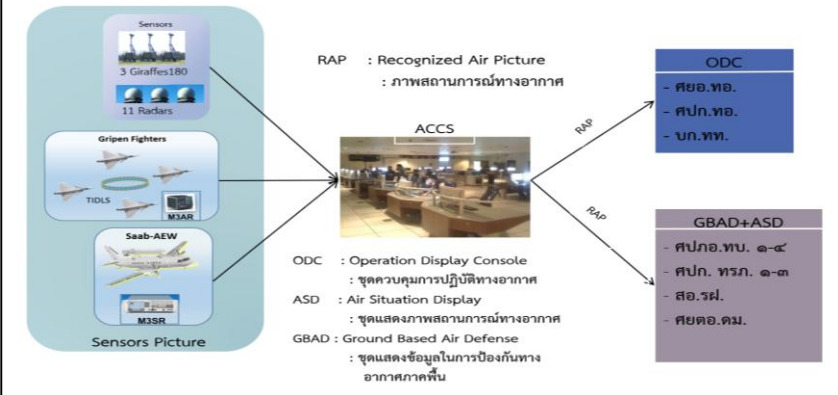 Sensors
3 Giraffes180
11 Radars
Gripen Fighters
TIDLS
M3AR
Saab-AEW
M3SR
Sensors Picture
RAP : Recognized Air Picture
: ภาพสถานการณ์ทางอากาศ
ACCS
ODC : Operation Display Console
: ชุดควบคุมการปฏิบัติทางอากาศ
ASD : Air Situation Display
: ชุดแสดงภาพสถานการณ์ทางอากาศ
GBAD : Ground Based Air Defense
: ชุดแสดงข้อมูลในการป้องกันทาง
อากาศภาคพื้น
RAP
RAP
ODC
- ศยอ.ทอ.
- ศปก.ทอ.
- บก.ทท.
GBAD+ASD
- ศปภอ.ทบ. ๑-๔
- ศปก. ทรภ. ๑-๓
- สอ.รฝ.
- ศยตอ.ดม.